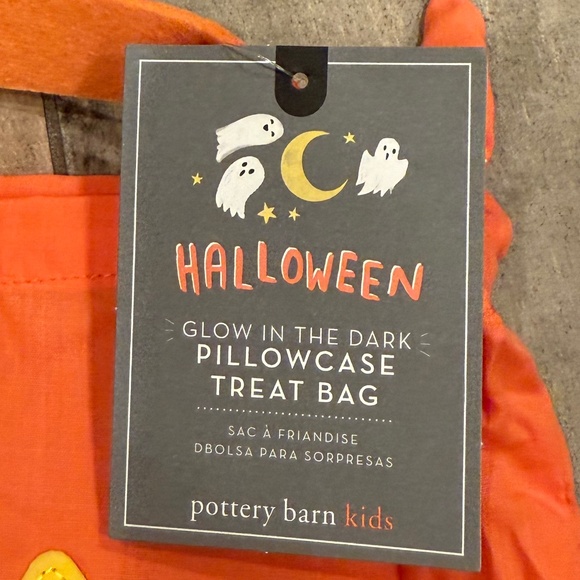 HALLOWEEN
GLOW IN THE DARK
PILLOWCASE
TREAT BAG
SAC À FRIANDISE
DBOLSA PARA SORPRESAS
pottery barn kids